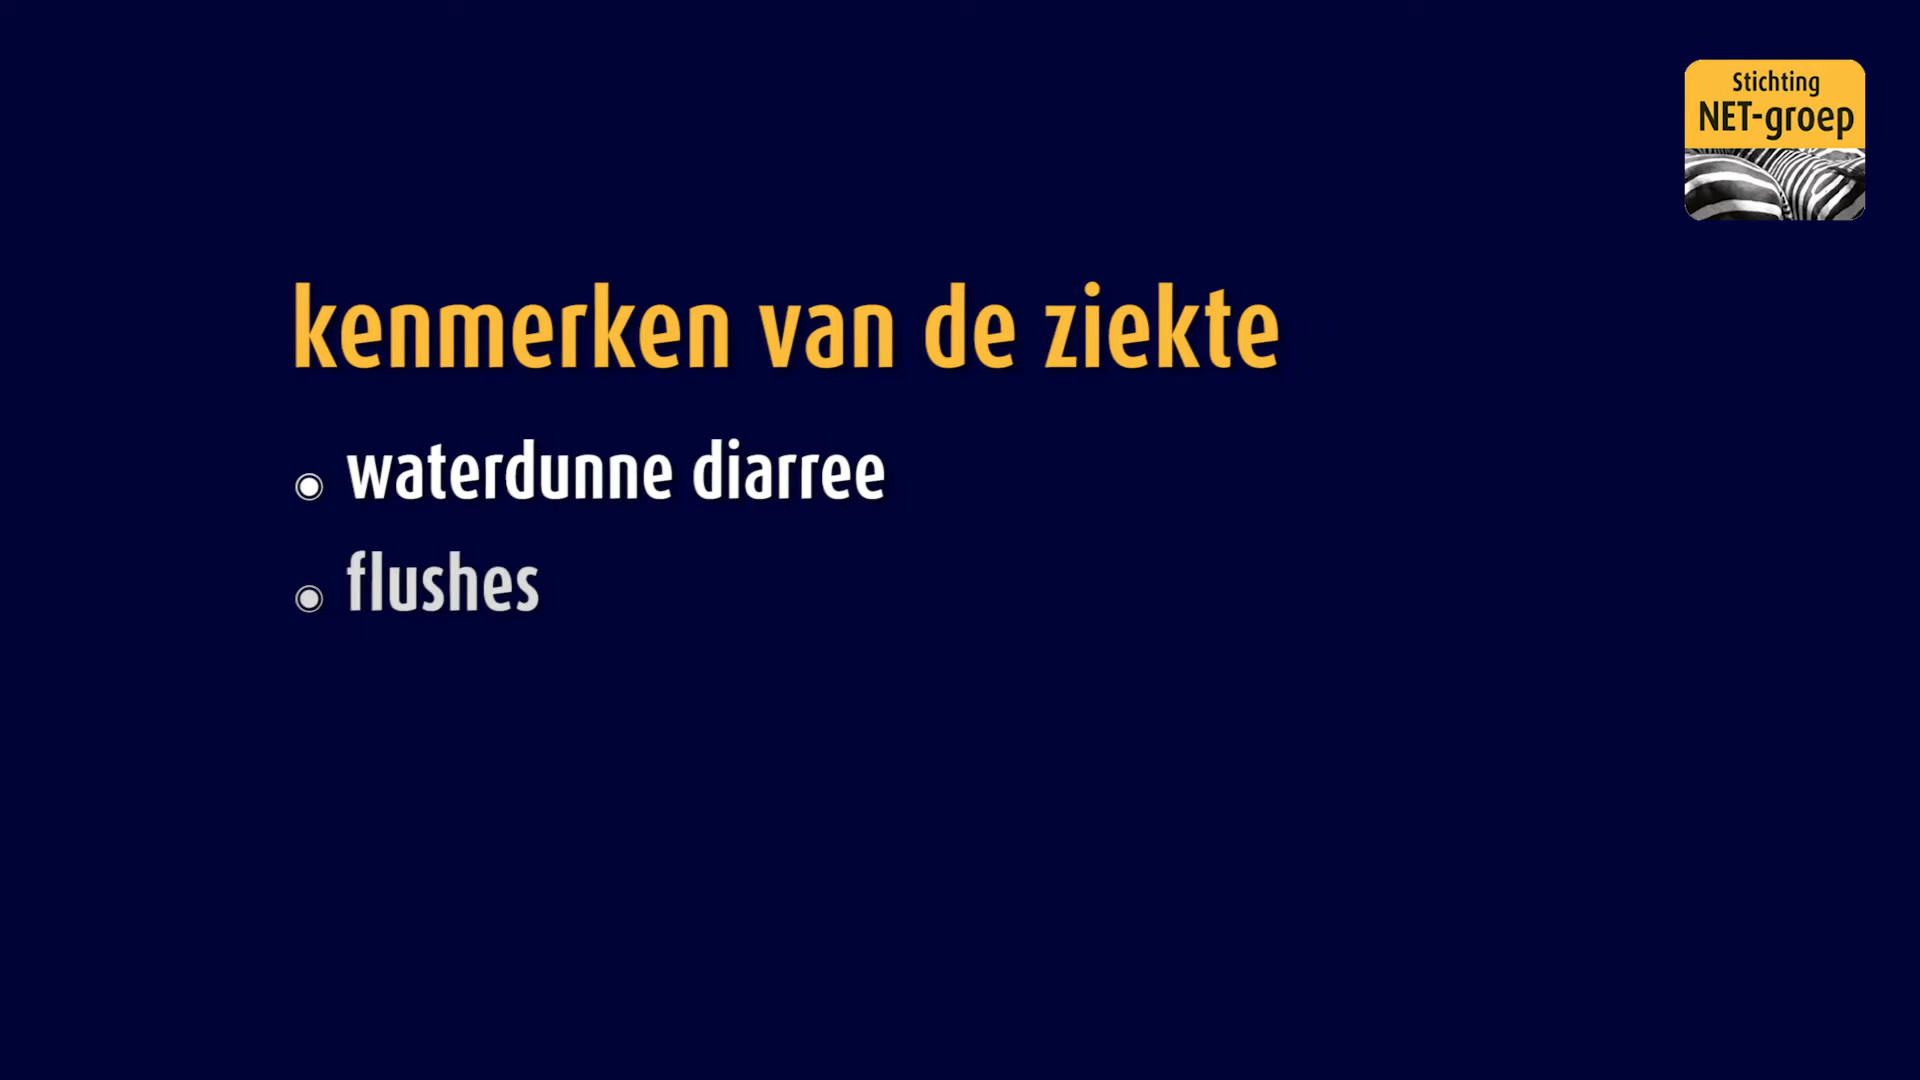 Stichting
NET-groep
kenmerken van de ziekte
waterdunne diarree
flushes